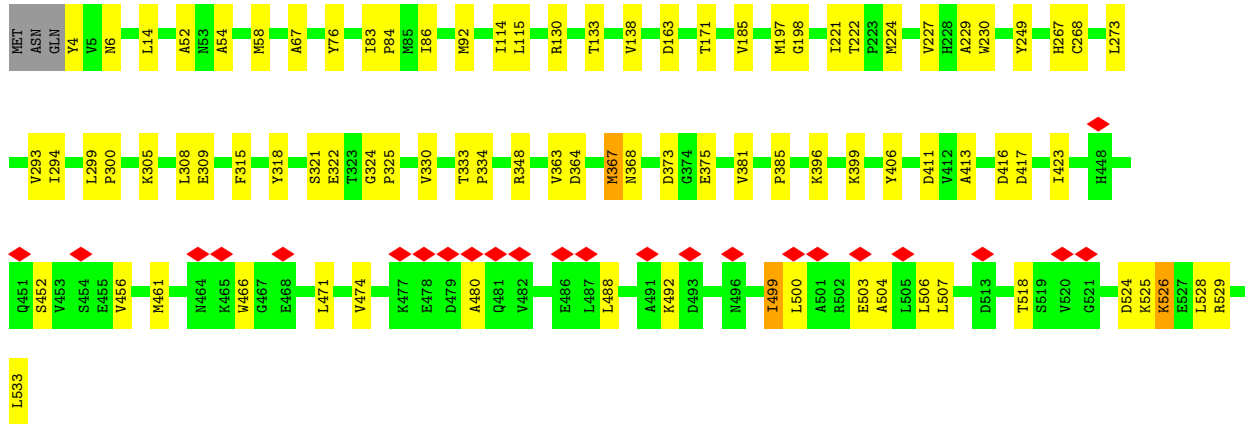 MET ASN GLN Y4 V5 N6 L14 A52 N53 A54 M58 A67 Y76 I83 P84 M85 I86 M92 I114 L115 R130 T133 V138 D163 T171 V185 M197 G198 I221 T222 P223 M224 V227 H228 A229 W230 Y249 H267 C268 L273
V293 I294 L299 P300 K305 L308 E309 F315 Y318 S321 E322 T323 G324 P325 V330 T333 P334 R348 V363 D364 M367 N368 D373 G374 E375 V381 P385 K396 K399 Y406 D411 V412 A413 D416 D417 I423 H448
Q451 S452 V453 S454 E455 V456 M461 N464 K465 W466 G467 E468 L471 V474 K477 E478 D479 A480 Q481 V482 E486 L487 L488 A491 K492 D493 N496 I499 L500 A501 R502 E503 A504 L505 L506 L507 D513 T518 S519 V520 G521 D524 K525 K526 E527 L528 R529
L533